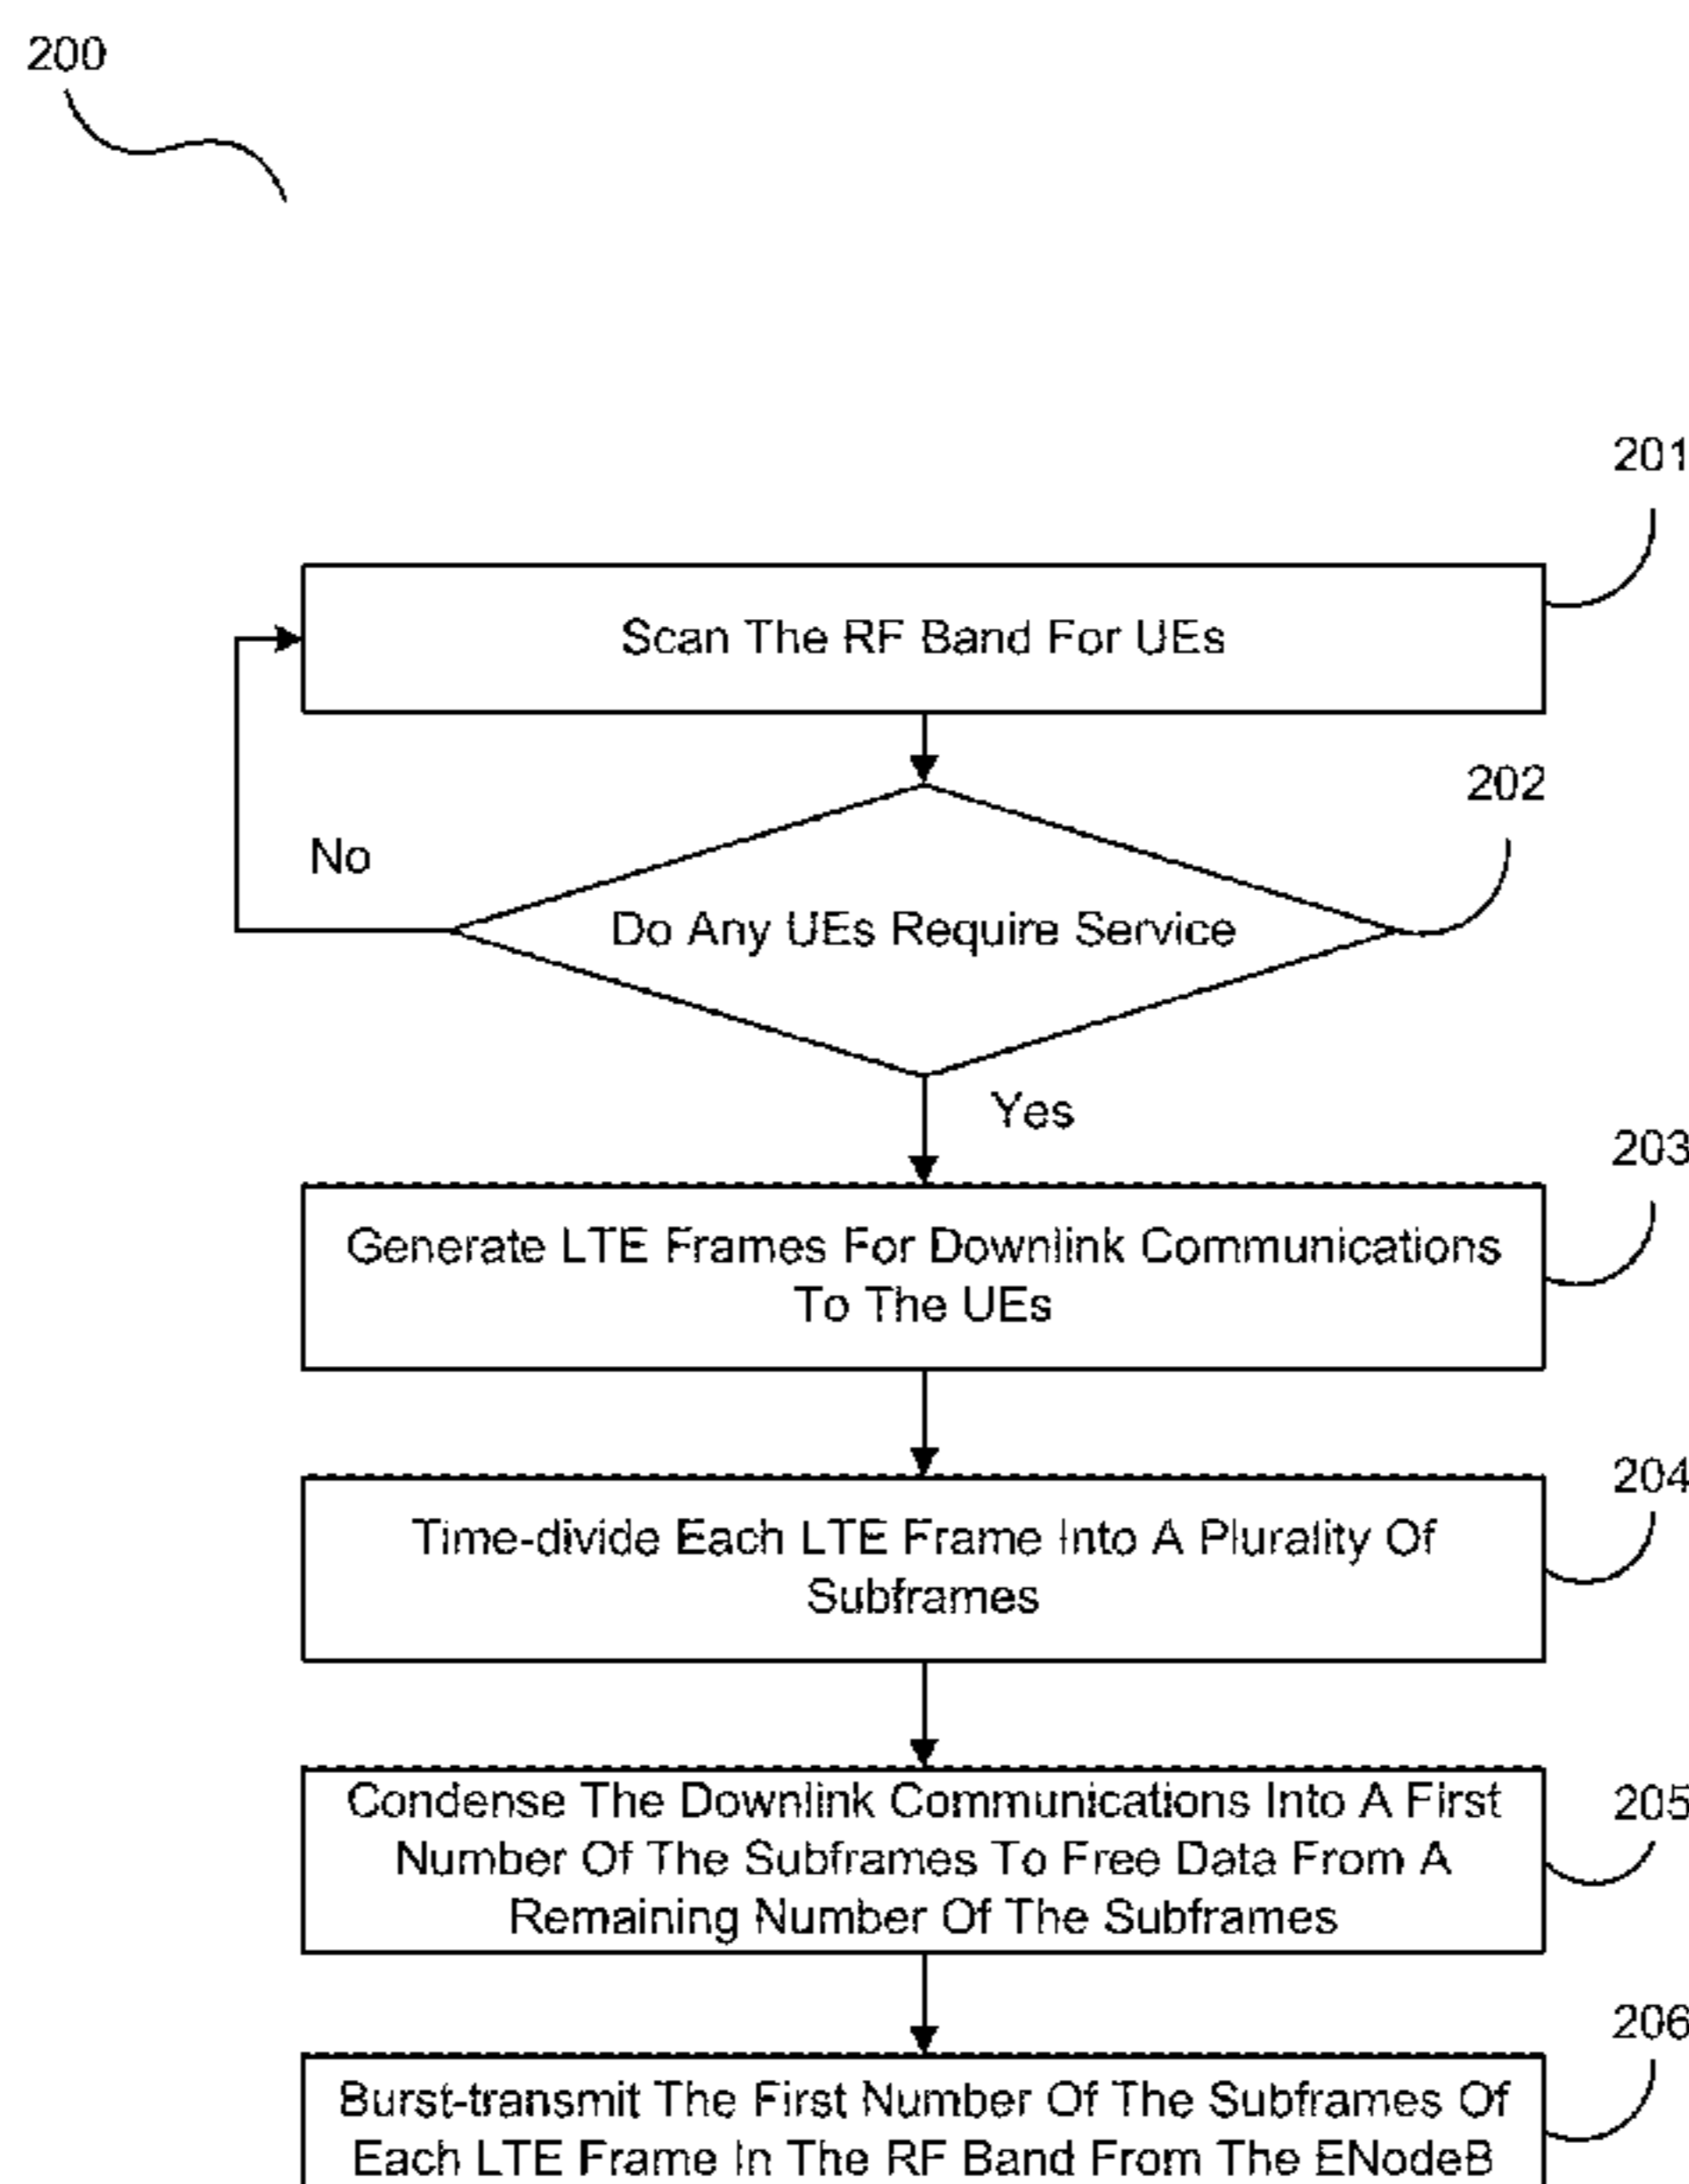 200
201
Scan The RF Band For UEs
202
No
Do Any UEs Require Service
Yes
203
Generate LTE Frames For Downlink Communications
To The UEs
204
Time-divide Each LTE Frame Into A Plurality Of
Subframes
205
Condense The Downlink Communications Into A First
Number Of The Subframes To Free Data From A
Remaining Number Of The Subframes
206
Burst-transmit The First Number Of The Subframes Of
Each LTE Frame In The RF Band From The ENodeB